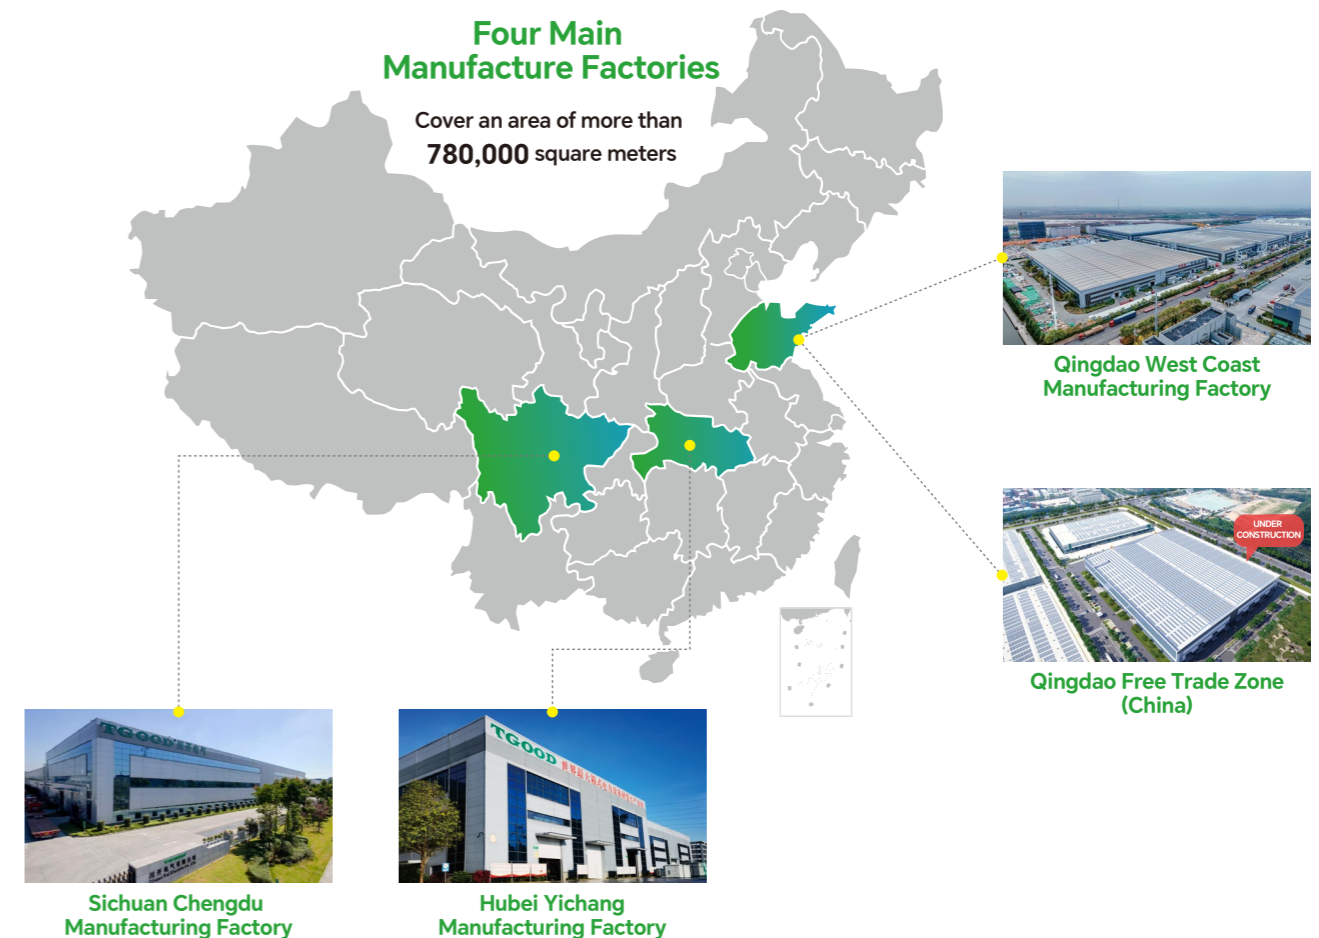 Four Main
Manufacture Factories
Cover an area of more than
780,000 square meters
Qingdao West Coast
Manufacturing Factory
UNDER
CONSTRUCTION
Qingdao Free Trade Zone
(China)
TGOOD
TGOOD
Sichuan Chengdu
Manufacturing Factory
TGOOD
Hubei Yichang
Manufacturing Factory